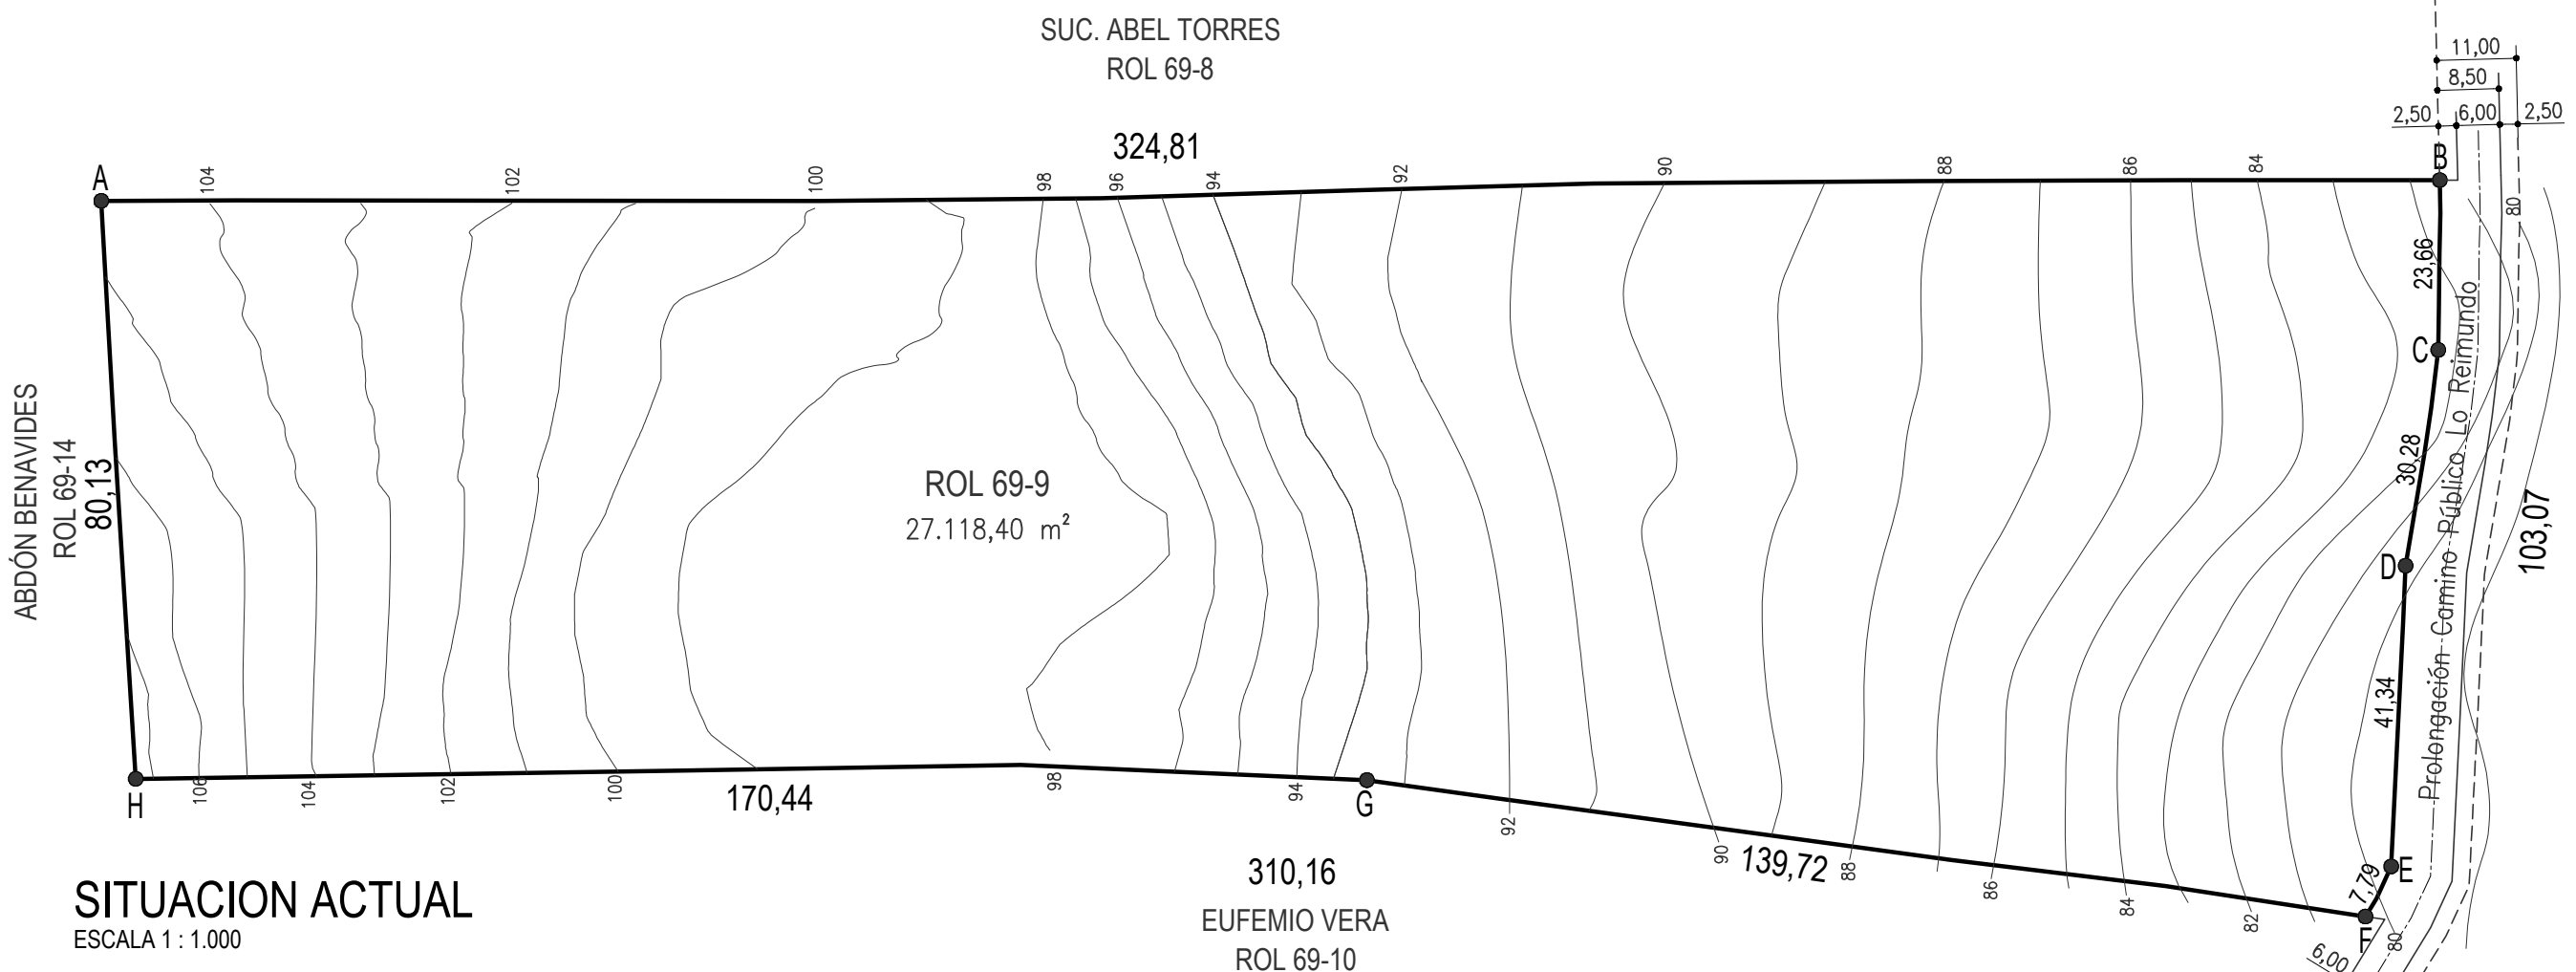 SUC. ABEL TORRES
ROL 69-8
324,81
11,00
8,50
2,50 6,00 2,50
A
104
102
100
98
96
94
92
90
88
86
84
B
80
23,66
C
ABDÓN BENAVIDES
ROL 69-14
80,13
ROL 69-9
27.118,40 m²
30,28
Prolongación Camino Público Lo Reimundo
103,07
D
41,34
H
106
104
102
100
170,44
98
94
G
92
90
139,72
88
86
84
82
80
E
7,79
F
6,00
310,16
EUFEMIO VERA
ROL 69-10
SITUACION ACTUAL
ESCALA 1 : 1.000